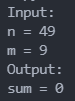 Input:
n = 49
m = 9
Output:
sum = 0